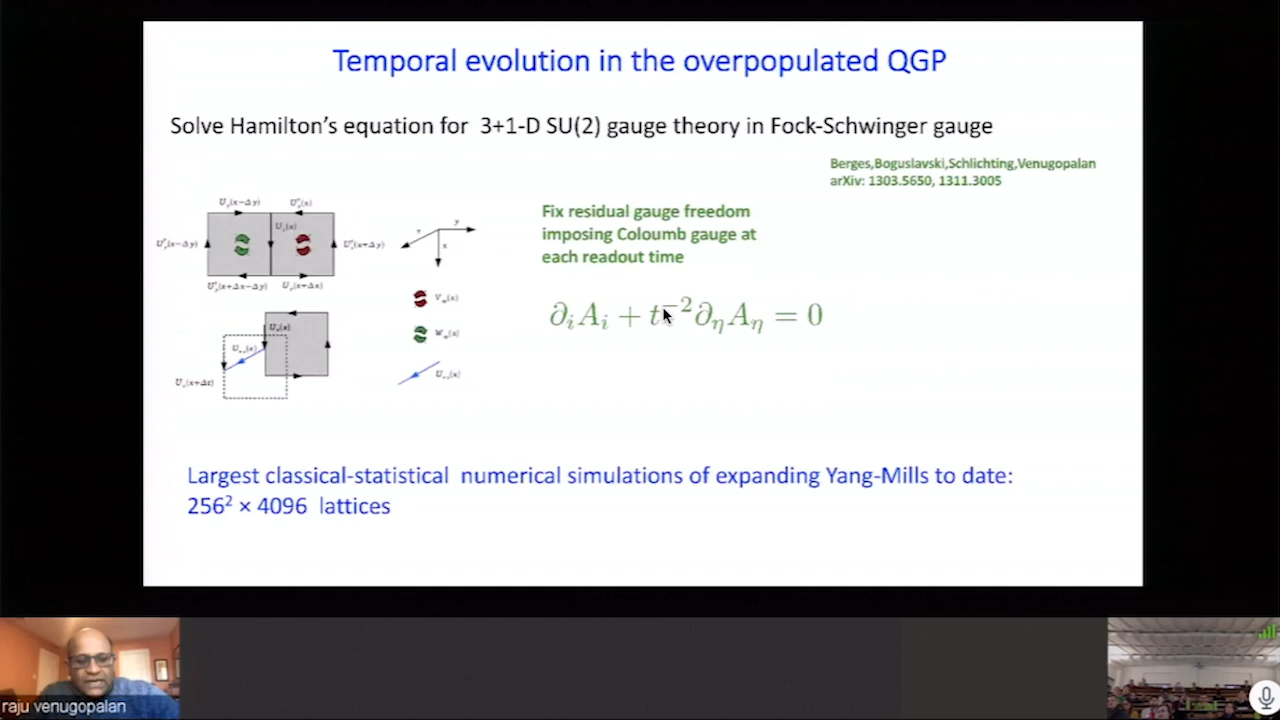 Temporal evolution in the overpopulated QGP
Solve Hamilton's equation for 3+1-D SU(2) gauge theory in Fock-Schwinger gauge
Berges,Boguslavski,Schlichting,Venugopalan
arXiv: 1303.5650, 1311.3005
Fix residual gauge freedom
imposing Coloumb gauge at
each readout time
∂ᵢAᵢ + t⁻²∂ηAη = 0
Largest classical-statistical numerical simulations of expanding Yang-Mills to date:
256² × 4096 lattices
raju venugopalan